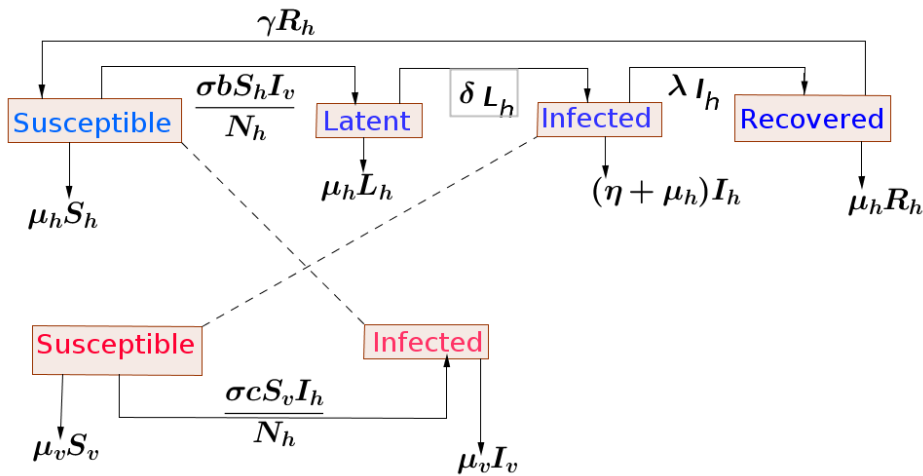 γR_h
σbS_hI_v / N_h
δ L_h
λ I_h
Susceptible
Latent
Infected
Recovered
μ_hS_h
μ_hL_h
(η + μ_h)I_h
μ_hR_h
Susceptible
Infected
σcS_vI_h / N_h
μ_vS_v
μ_vI_v